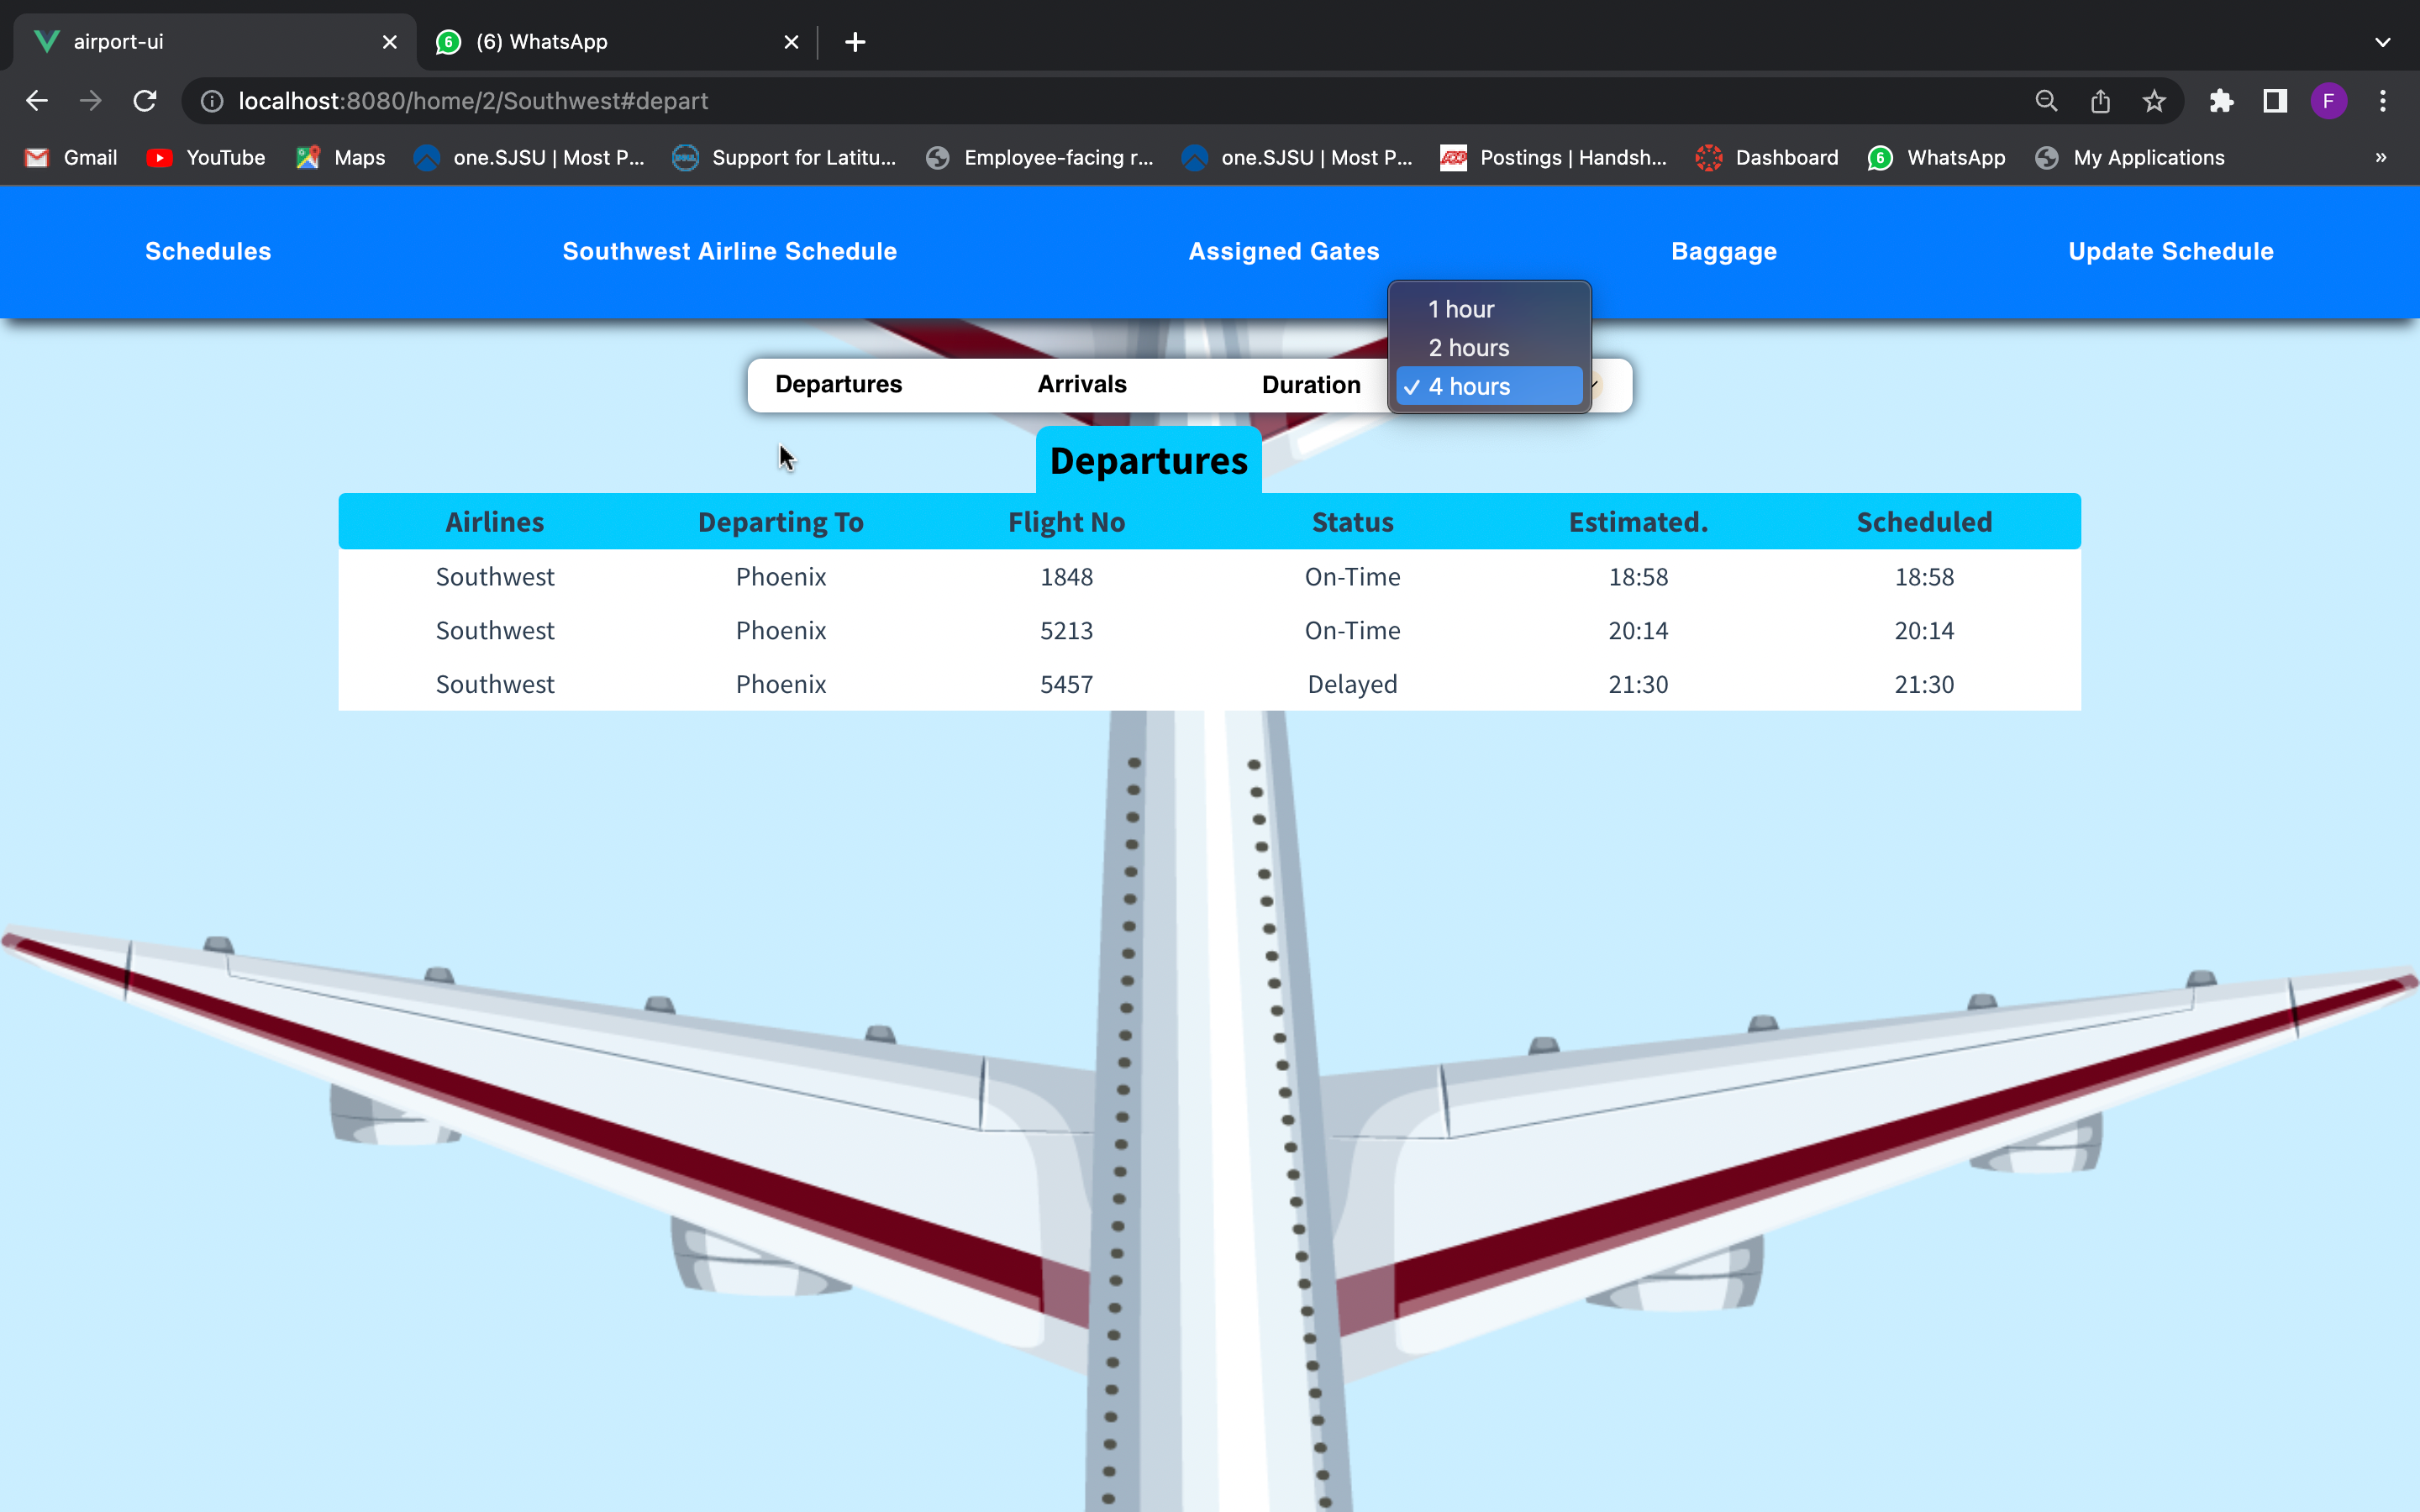 airport-ui
6 (6) WhatsApp
localhost:8080/home/2/Southwest#depart
F
Gmail YouTube Maps one.SJSU | Most P... Support for Latitu... Employee-facing r... one.SJSU | Most P... Postings | Handsh... Dashboard 6 WhatsApp My Applications »
Schedules Southwest Airline Schedule Assigned Gates Baggage Update Schedule
1 hour
2 hours
✓ 4 hours
Departures Arrivals Duration
Departures
Airlines Departing To Flight No Status Estimated. Scheduled
Southwest Phoenix 1848 On-Time 18:58 18:58
Southwest Phoenix 5213 On-Time 20:14 20:14
Southwest Phoenix 5457 Delayed 21:30 21:30